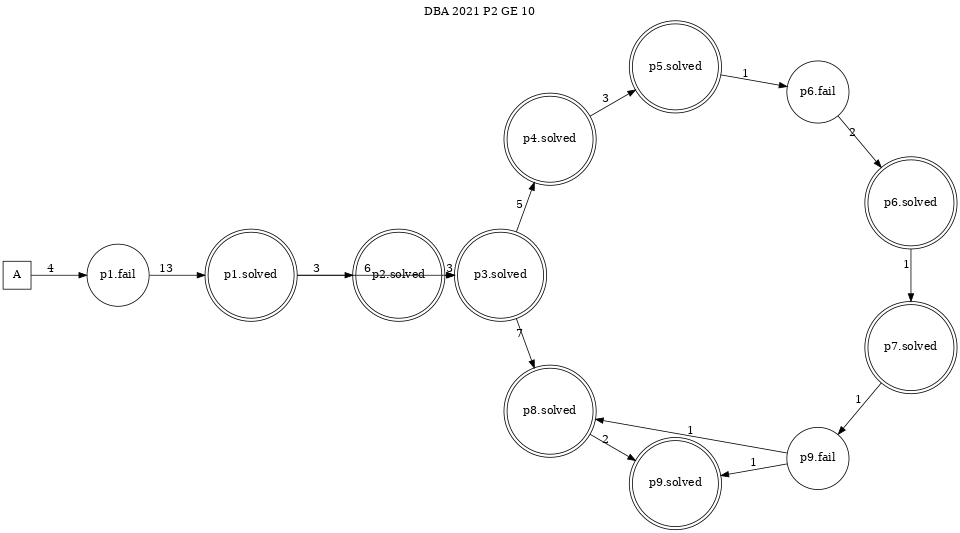 DBA 2021 P2 GE 10
p5.solved
1
p6.fail
3
p4.solved
2
p6.solved
5
A
4
p1.fail
13
p1.solved
3
6
p2.solved
3
p3.solved
1
7
p7.solved
p8.solved
1
1
2
p9.fail
1
p9.solved